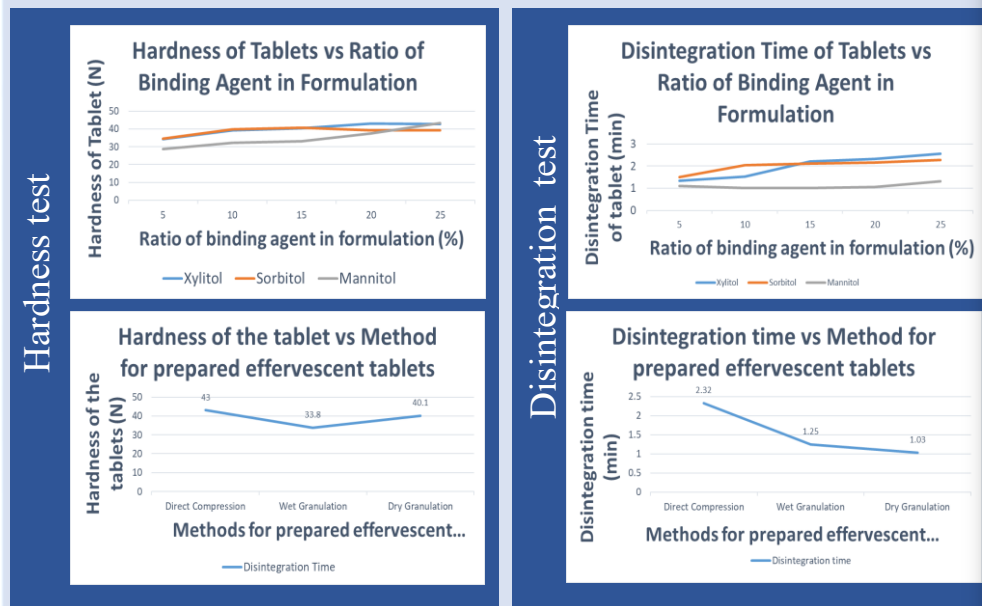 Hardness test
Hardness of Tablets vs Ratio of
Binding Agent in Formulation
Hardness of Tablet (N)
50
40
30
20
10
0
5 10 15 20 25
Ratio of binding agent in formulation (%)
Xylitol Sorbitol Mannitol
Hardness of the tablet vs Method
for prepared effervescent tablets
Hardness of the
tablets (N)
50
40
30
20
10
0
43 33.8 40.1
Direct Compression Wet Granulation Dry Granulation
Methods for prepared effervescent...
Disintegration Time
Disintegration test
Disintegration Time of Tablets vs
Ratio of Binding Agent in
Formulation
Disintegration Time
of tablet (min)
3
2
1
0
5 10 15 20 25
Ratio of binding agent in formulation (%)
Xylitol Sorbitol Mannitol
Disintegration time vs Method for
prepared effervescent tablets
Disintegration time
(min)
2.5
2
1.5
1
0.5
0
2.32 1.25 1.03
Direct Compression Wet Granulation Dry Granulation
Methods for prepared effervescent...
Disintegration time